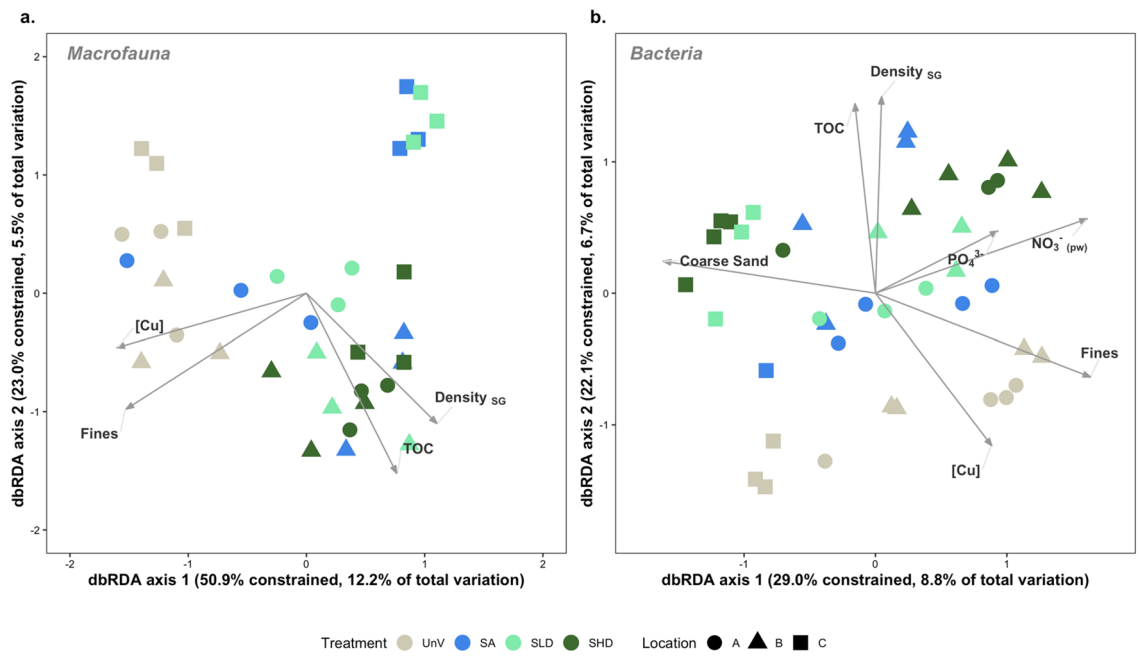 a.
Macrofauna
dbRDA axis 2 (23.0% constrained, 5.5% of total variation)
2
1
0
-1
-2
[Cu]
Fines
Density SG
TOC
-2
-1
0
1
2
dbRDA axis 1 (50.9% constrained, 12.2% of total variation)
b.
Bacteria
dbRDA axis 2 (22.1% constrained, 6.7% of total variation)
1
0
-1
Density SG
TOC
NO₃⁻ (pw)
PO₄³⁻
Coarse Sand
Fines
[Cu]
-1
0
1
dbRDA axis 1 (29.0% constrained, 8.8% of total variation)
Treatment UnV SA SLD SHD Location A B C